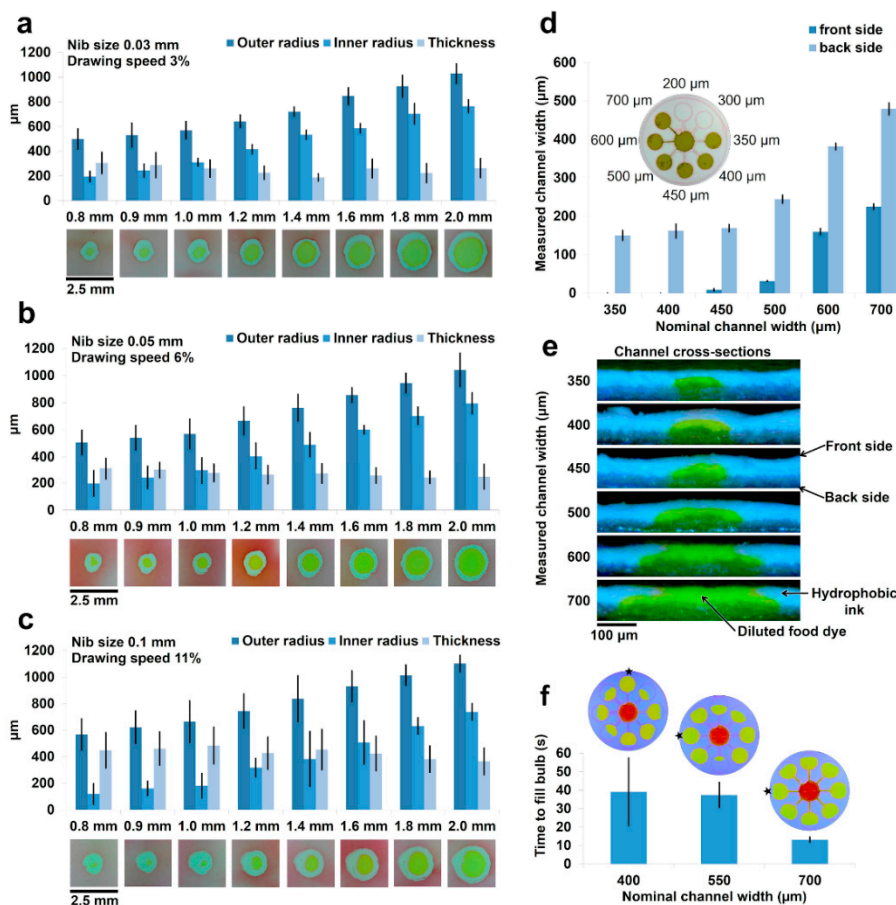 a
Nib size 0.03 mm
Drawing speed 3%
Outer radius Inner radius Thickness
µm
1200
1000
800
600
400
200
0
0.8 mm 0.9 mm 1.0 mm 1.2 mm 1.4 mm 1.6 mm 1.8 mm 2.0 mm
2.5 mm
b
Nib size 0.05 mm
Drawing speed 6%
Outer radius Inner radius Thickness
µm
1200
1000
800
600
400
200
0
0.8 mm 0.9 mm 1.0 mm 1.2 mm 1.4 mm 1.6 mm 1.8 mm 2.0 mm
2.5 mm
c
Nib size 0.1 mm
Drawing speed 11%
Outer radius Inner radius Thickness
µm
1200
1000
800
600
400
200
0
0.8 mm 0.9 mm 1.0 mm 1.2 mm 1.4 mm 1.6 mm 1.8 mm 2.0 mm
2.5 mm
d
front side
back side
Measured channel width (µm)
600
500
400
300
200
100
0
200 µm
700 µm 300 µm
600 µm 350 µm
500 µm 400 µm
450 µm
350 400 450 500 600 700
Nominal channel width (µm)
e
Channel cross-sections
Measured channel width (µm)
350
400
450
500
600
700
Front side
Back side
Hydrophobic
ink
Diluted food dye
100 µm
f
Time to fill bulb (s)
60
50
40
30
20
10
0
400 550 700
Nominal channel width (µm)